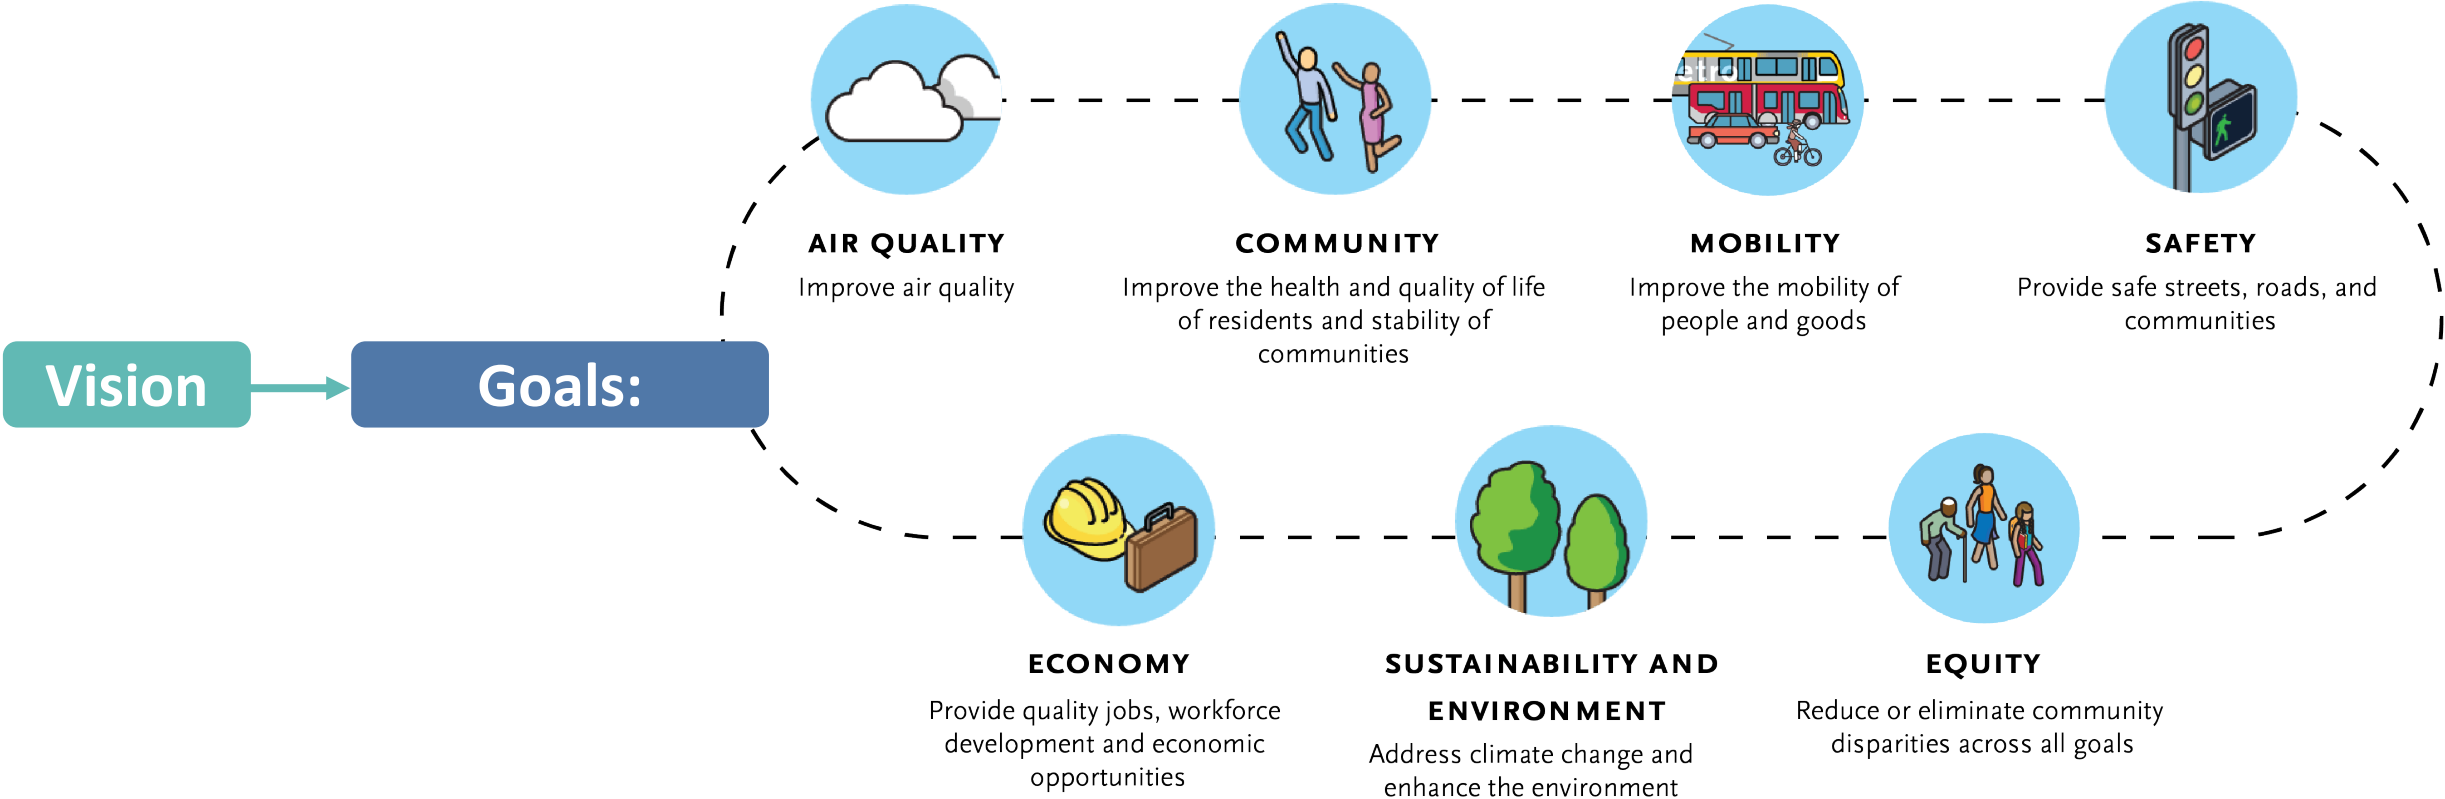 Vision
Goals:
AIR QUALITY
Improve air quality
COMMUNITY
Improve the health and quality of life
of residents and stability of
communities
etro
MOBILITY
Improve the mobility of
people and goods
SAFETY
Provide safe streets, roads, and
communities
ECONOMY
Provide quality jobs, workforce
development and economic
opportunities
SUSTAINABILITY AND
ENVIRONMENT
Address climate change and
enhance the environment
EQUITY
Reduce or eliminate community
disparities across all goals